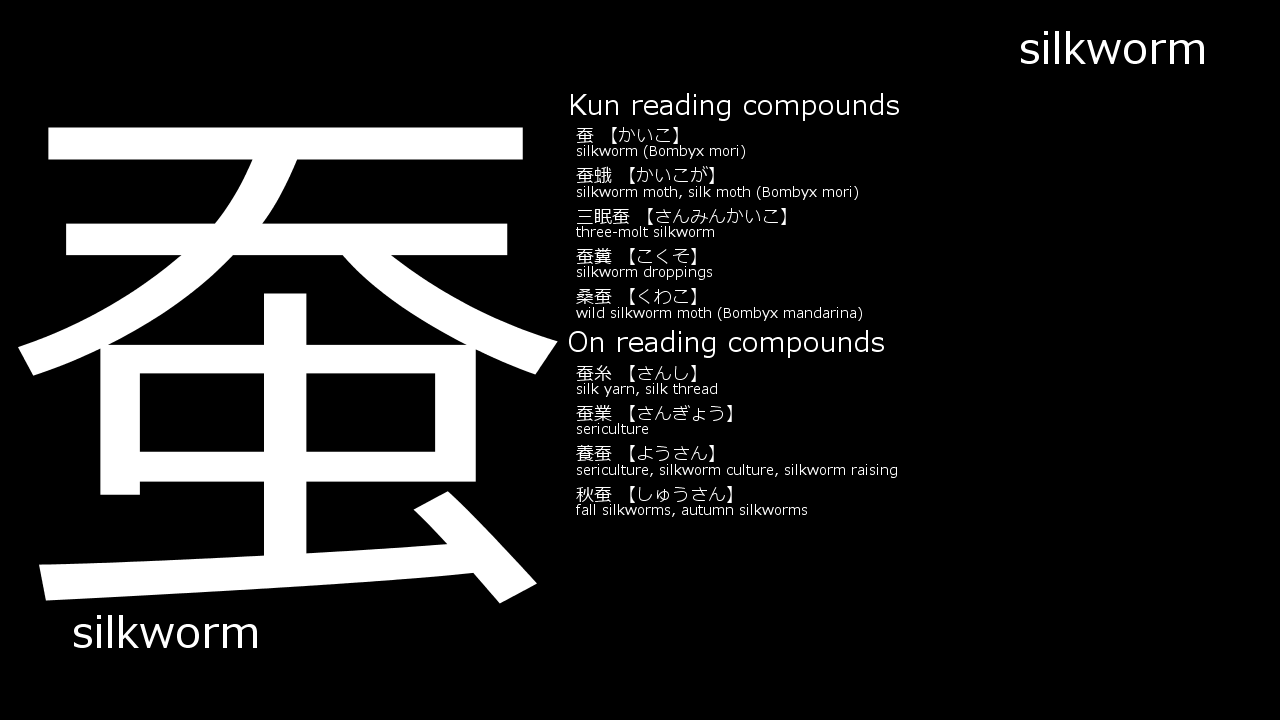 silkworm
蚕
silkworm
Kun reading compounds
蚕 【かいこ】
silkworm (Bombyx mori)
蚕蛾 【かいこが】
silkworm moth, silk moth (Bombyx mori)
三眠蚕 【さんみんかいこ】
three-molt silkworm
蚕糞 【こくそ】
silkworm droppings
桑蚕 【くわこ】
wild silkworm moth (Bombyx mandarina)
On reading compounds
蚕糸 【さんし】
silk yarn, silk thread
蚕業 【さんぎょう】
sericulture
養蚕 【ようさん】
sericulture, silkworm culture, silkworm raising
秋蚕 【しゅうさん】
fall silkworms, autumn silkworms